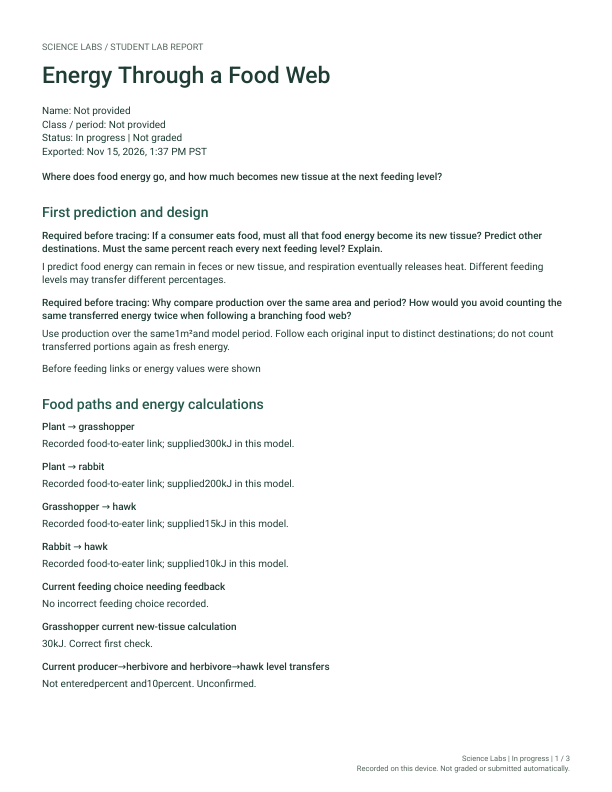 SCIENCE LABS / STUDENT LAB REPORT
Energy Through a Food Web
Name: Not provided
Class / period: Not provided
Status: In progress | Not graded
Exported: Nov 15, 2026, 1:37 PM PST
Where does food energy go, and how much becomes new tissue at the next feeding level?
First prediction and design
Required before tracing: If a consumer eats food, must all that food energy become its new tissue? Predict other
destinations. Must the same percent reach every next feeding level? Explain.
I predict food energy can remain in feces or new tissue, and respiration eventually releases heat. Different feeding
levels may transfer different percentages.
Required before tracing: Why compare production over the same area and period? How would you avoid counting the
same transferred energy twice when following a branching food web?
Use production over the same1m²and model period. Follow each original input to distinct destinations; do not count
transferred portions again as fresh energy.
Before feeding links or energy values were shown
Food paths and energy calculations
Plant → grasshopper
Recorded food-to-eater link; supplied300kJ in this model.
Plant → rabbit
Recorded food-to-eater link; supplied200kJ in this model.
Grasshopper → hawk
Recorded food-to-eater link; supplied15kJ in this model.
Rabbit → hawk
Recorded food-to-eater link; supplied10kJ in this model.
Current feeding choice needing feedback
No incorrect feeding choice recorded.
Grasshopper current new-tissue calculation
30kJ. Correct first check.
Current producer→herbivore and herbivore→hawk level transfers
Not enteredpercent and10percent. Unconfirmed.
Science Labs | In progress | 1 / 3
Recorded on this device. Not graded or submitted automatically.